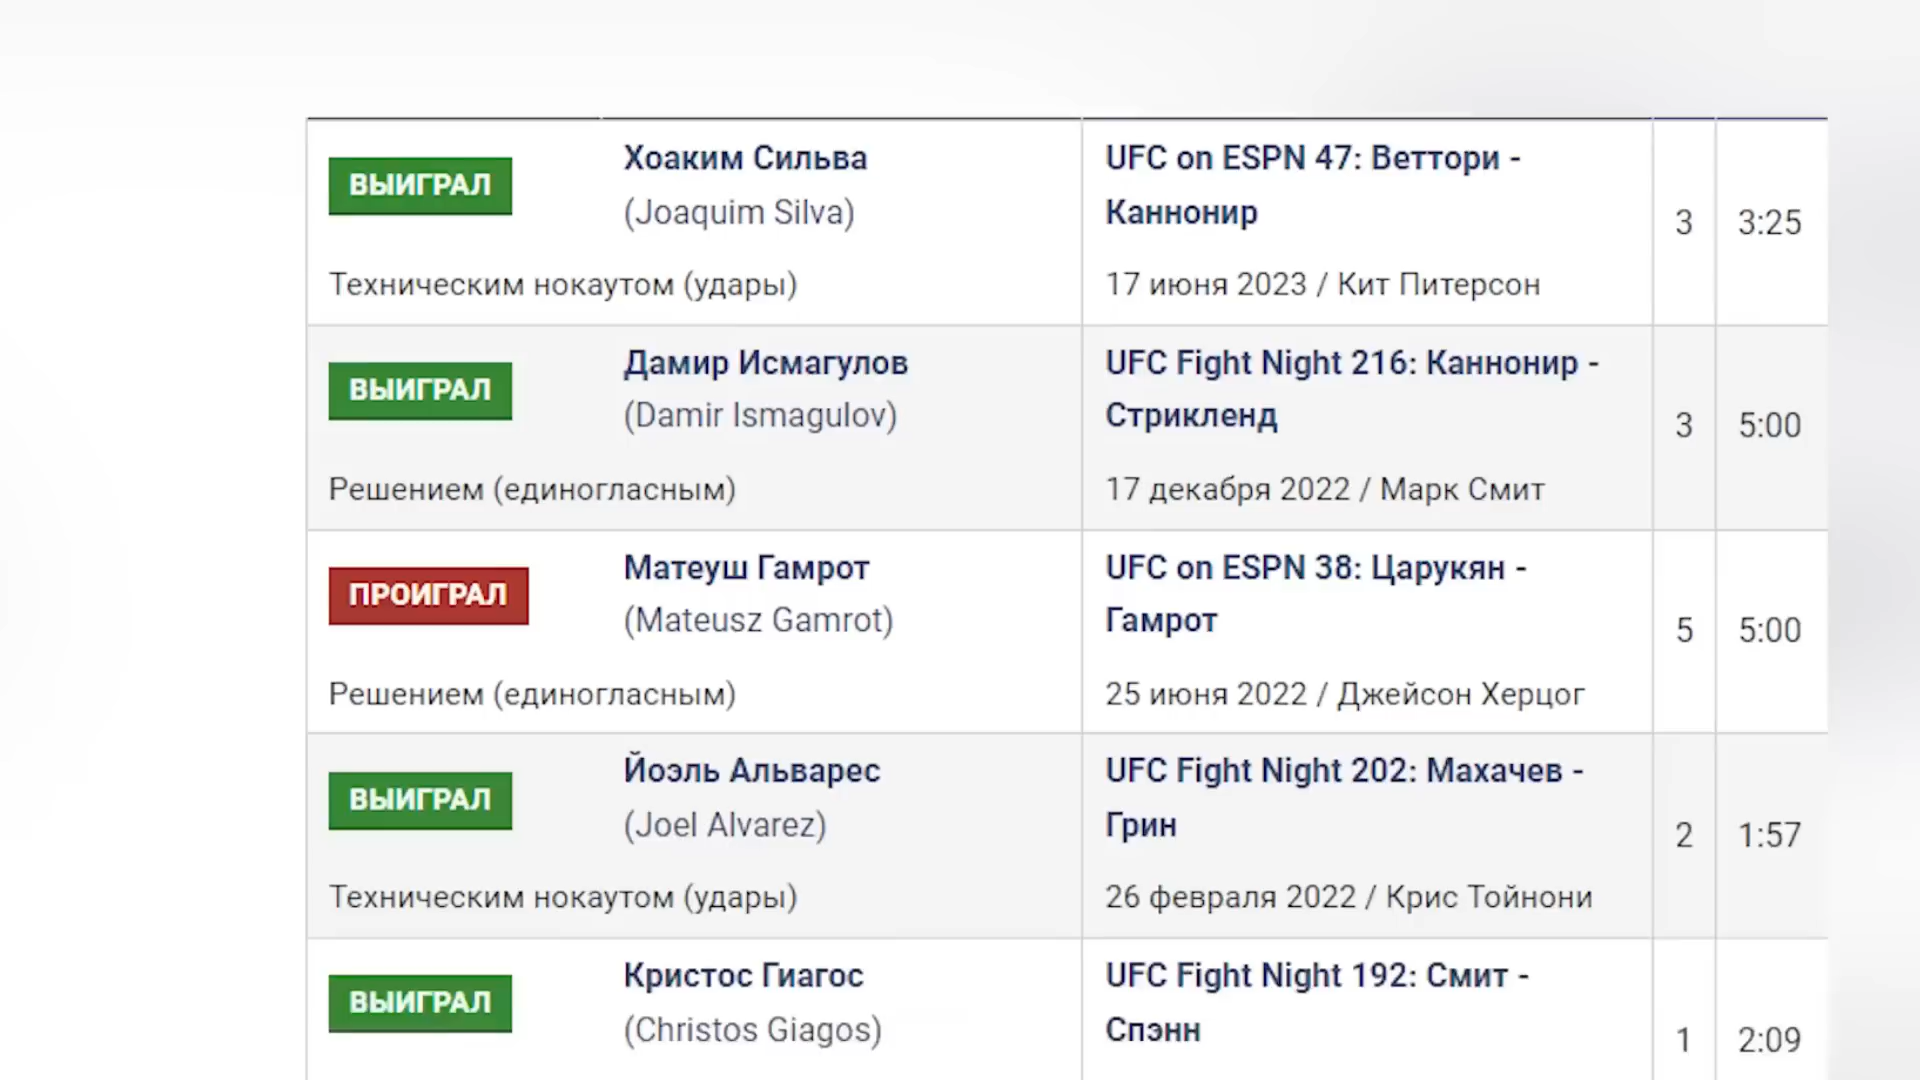 ВЫИГРАЛ
Хоаким Сильва
(Joaquim Silva)
Техническим нокаутом (удары)
UFC on ESPN 47: Веттори -
Каннонир
17 июня 2023 / Кит Питерсон
3
3:25
ВЫИГРАЛ
Дамир Исмагулов
(Damir Ismagulov)
Решением (единогласным)
UFC Fight Night 216: Каннонир -
Стрикленд
17 декабря 2022 / Марк Смит
3
5:00
ПРОИГРАЛ
Матеуш Гамрот
(Mateusz Gamrot)
Решением (единогласным)
UFC on ESPN 38: Царукян -
Гамрот
25 июня 2022 / Джейсон Херцог
5
5:00
ВЫИГРАЛ
Йоэль Альварес
(Joel Alvarez)
Техническим нокаутом (удары)
UFC Fight Night 202: Махачев -
Грин
26 февраля 2022 / Крис Тойнони
2
1:57
ВЫИГРАЛ
Кристос Гиагос
(Christos Giagos)
UFC Fight Night 192: Смит -
Спэнн
1
2:09